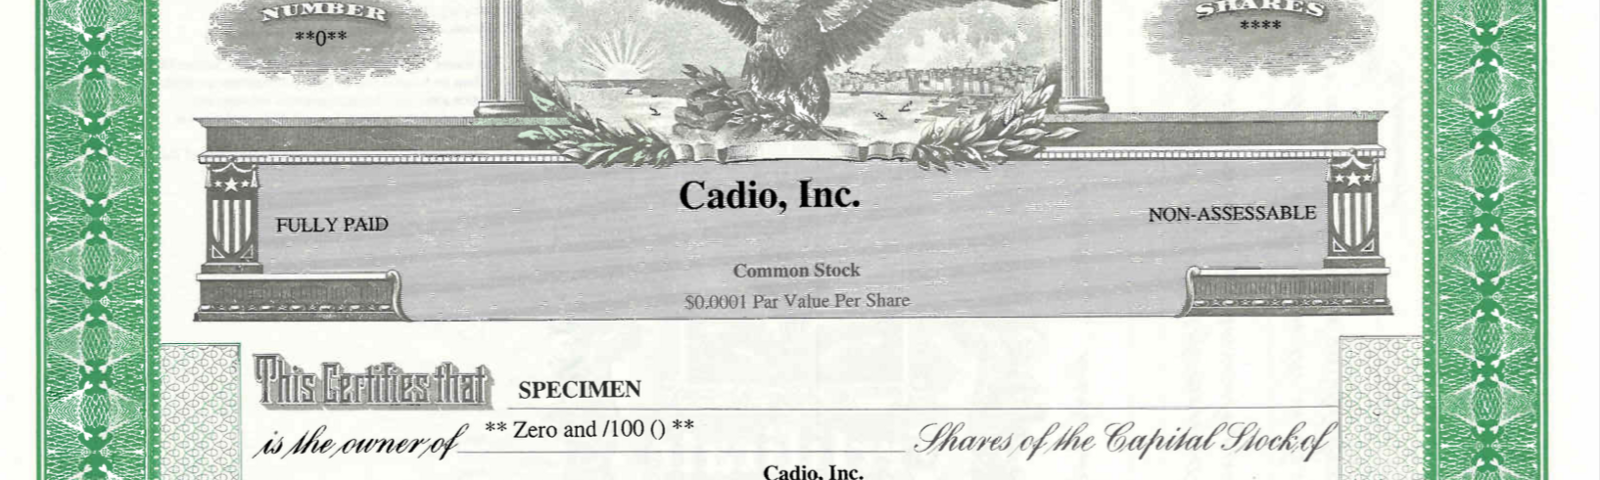 NUMBER
**0**
SHARES
****
Cadio, Inc.
FULLY PAID
NON-ASSESSABLE
Common Stock
$0.0001 Par Value Per Share
This Certifies that SPECIMEN
is the owner of ** Zero and /100 () ** Shares of the Capital Stock of
Cadio, Inc.